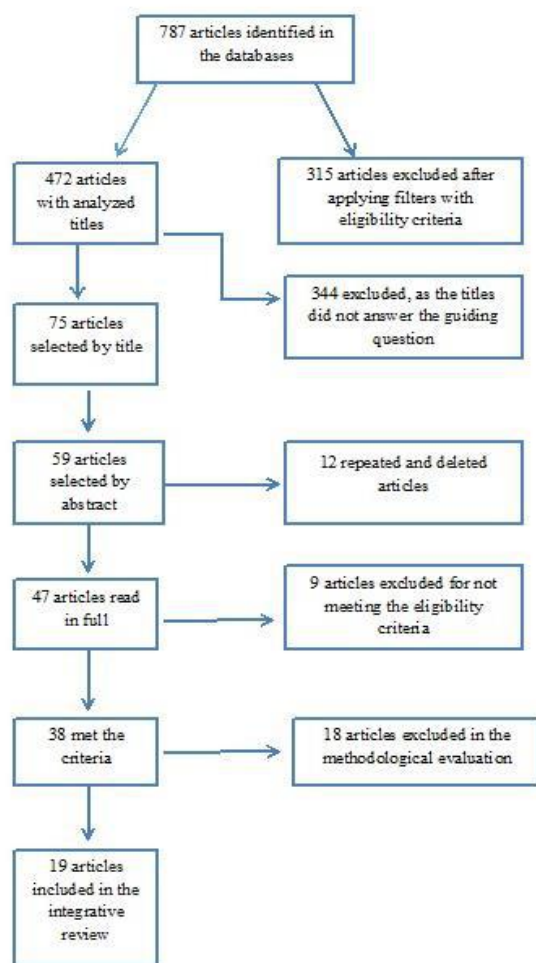 787 articles identified in
the databases
472 articles
with analyzed
titles
315 articles excluded after
applying filters with
eligibility criteria
344 excluded, as the titles
did not answer the guiding
question
75 articles
selected by title
59 articles
selected by
abstract
12 repeated and deleted
articles
47 articles read
in full
9 articles excluded for not
meeting the eligibility
criteria
38 met the
criteria
18 articles excluded in the
methodological evaluation
19 articles
included in the
integrative
review